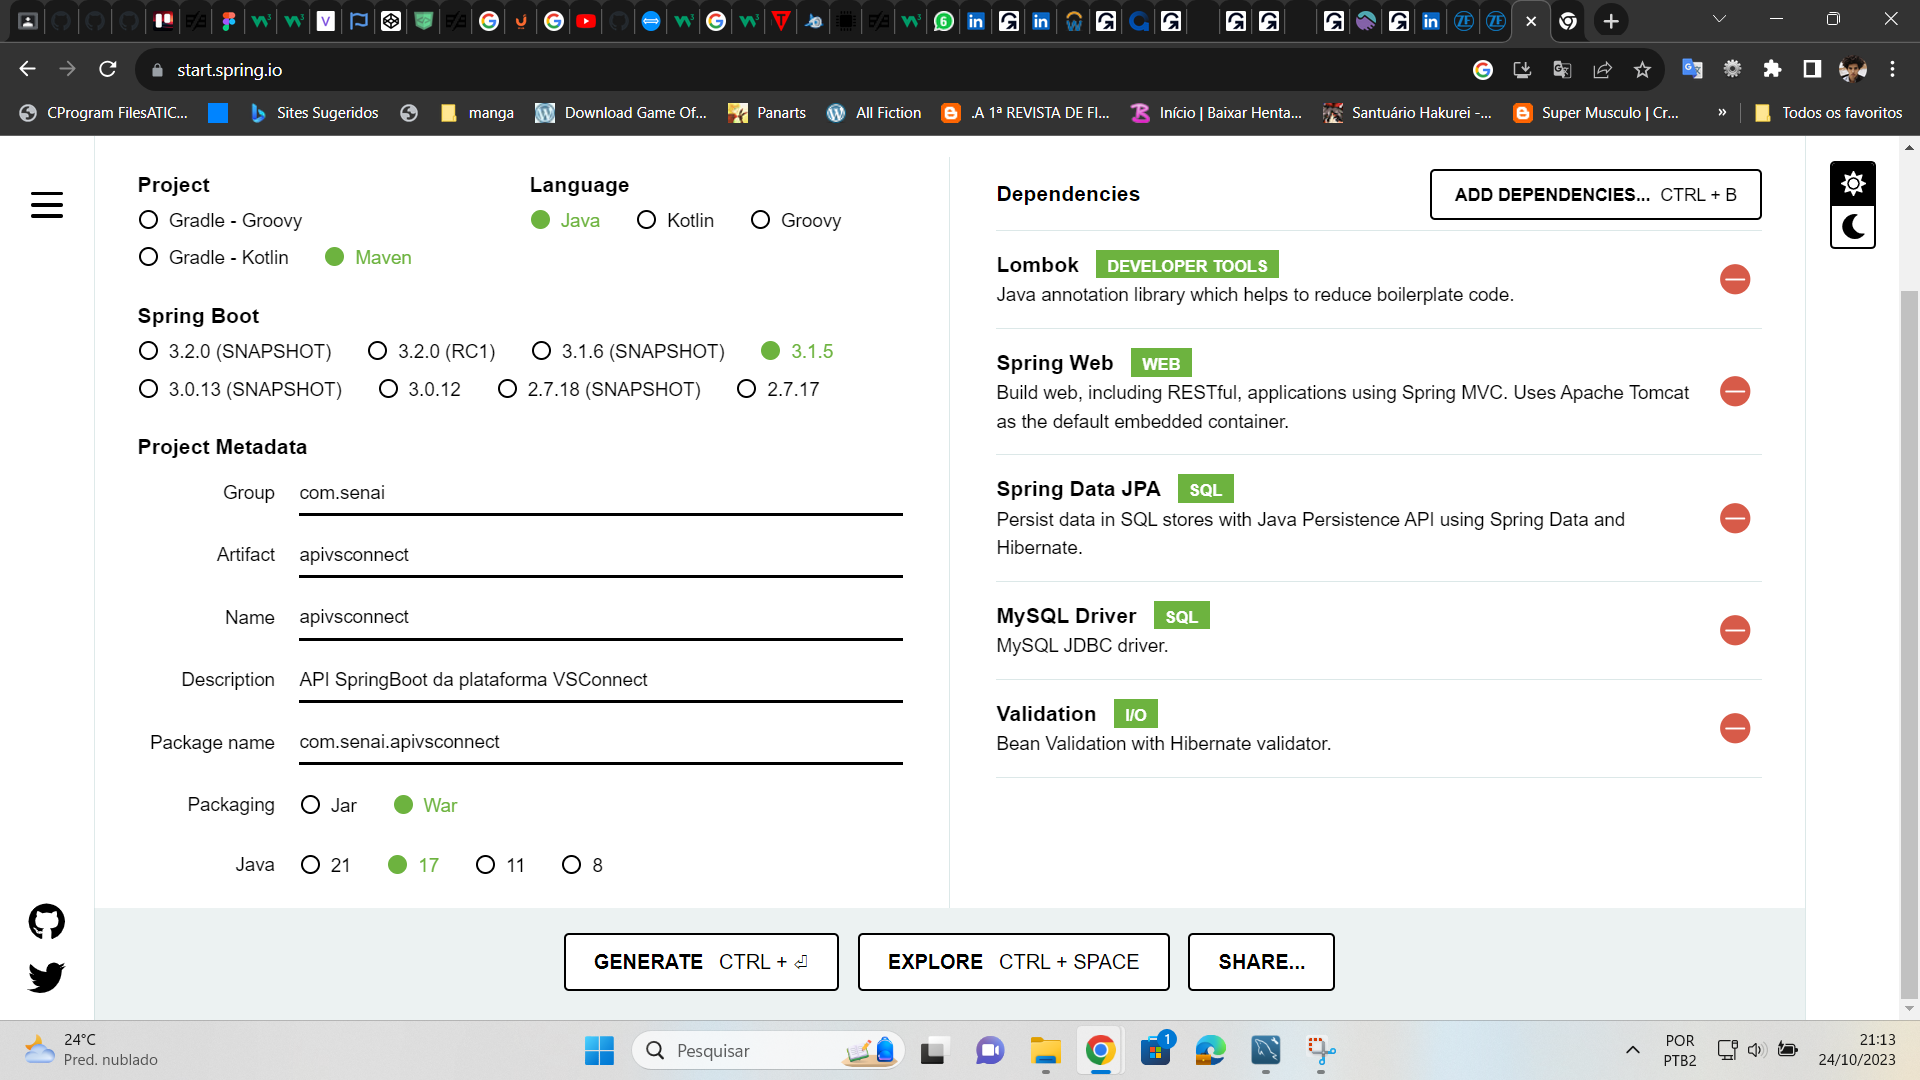 start.spring.io
CProgram FilesATIC...
Sites Sugeridos
manga
Download Game Of...
Panarts
All Fiction
.A 1ª REVISTA DE FI...
Início | Baixar Henta...
Santuário Hakurei -...
Super Musculo | Cr...
»
Todos os favoritos
Project
Gradle - Groovy
Gradle - Kotlin
Maven
Language
Java
Kotlin
Groovy
Spring Boot
3.2.0 (SNAPSHOT)
3.2.0 (RC1)
3.1.6 (SNAPSHOT)
3.1.5
3.0.13 (SNAPSHOT)
3.0.12
2.7.18 (SNAPSHOT)
2.7.17
Project Metadata
Group com.senai
Artifact apivsconnect
Name apivsconnect
Description API SpringBoot da plataforma VSConnect
Package name com.senai.apivsconnect
Packaging Jar War
Java 21 17 11 8
Dependencies
ADD DEPENDENCIES... CTRL + B
Lombok DEVELOPER TOOLS
Java annotation library which helps to reduce boilerplate code.
Spring Web WEB
Build web, including RESTful, applications using Spring MVC. Uses Apache Tomcat
as the default embedded container.
Spring Data JPA SQL
Persist data in SQL stores with Java Persistence API using Spring Data and
Hibernate.
MySQL Driver SQL
MySQL JDBC driver.
Validation I/O
Bean Validation with Hibernate validator.
GENERATE CTRL + ⏎
EXPLORE CTRL + SPACE
SHARE...
24°C
Pred. nublado
Pesquisar
1
POR
PTB2
21:13
24/10/2023